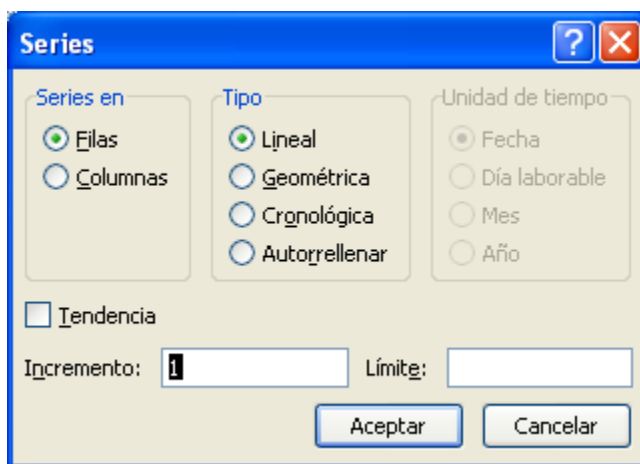 Series
Series en
Filas
Columnas
Tipo
Lineal
Geométrica
Cronológica
Autorrellenar
Unidad de tiempo
Fecha
Día laborable
Mes
Año
Tendencia
Incremento: 1
Límite:
Aceptar
Cancelar